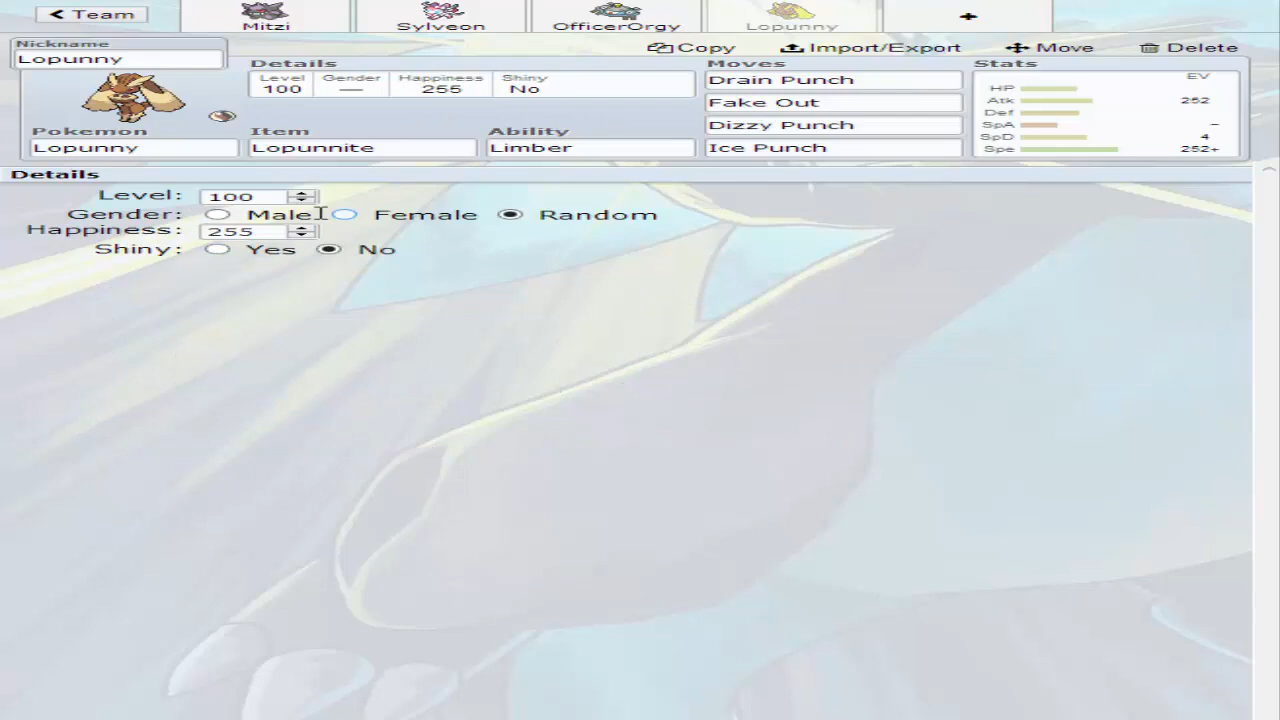 < Team
Mitzi
Sylveon
OfficerOrgy
Lopunny
Copy Import/Export Move Delete
Nickname
Lopunny
Details
Level Gender Happiness Shiny
100 — 255 No
Moves
Drain Punch
Fake Out
Dizzy Punch
Ice Punch
Stats
EV
HP
Atk 252
Def
SpA –
SpD 4
Spe 252+
Pokemon Item Ability
Lopunny Lopunnite Limber
Details
Level: 100
Gender: Male Female Random
Happiness: 255
Shiny: Yes No